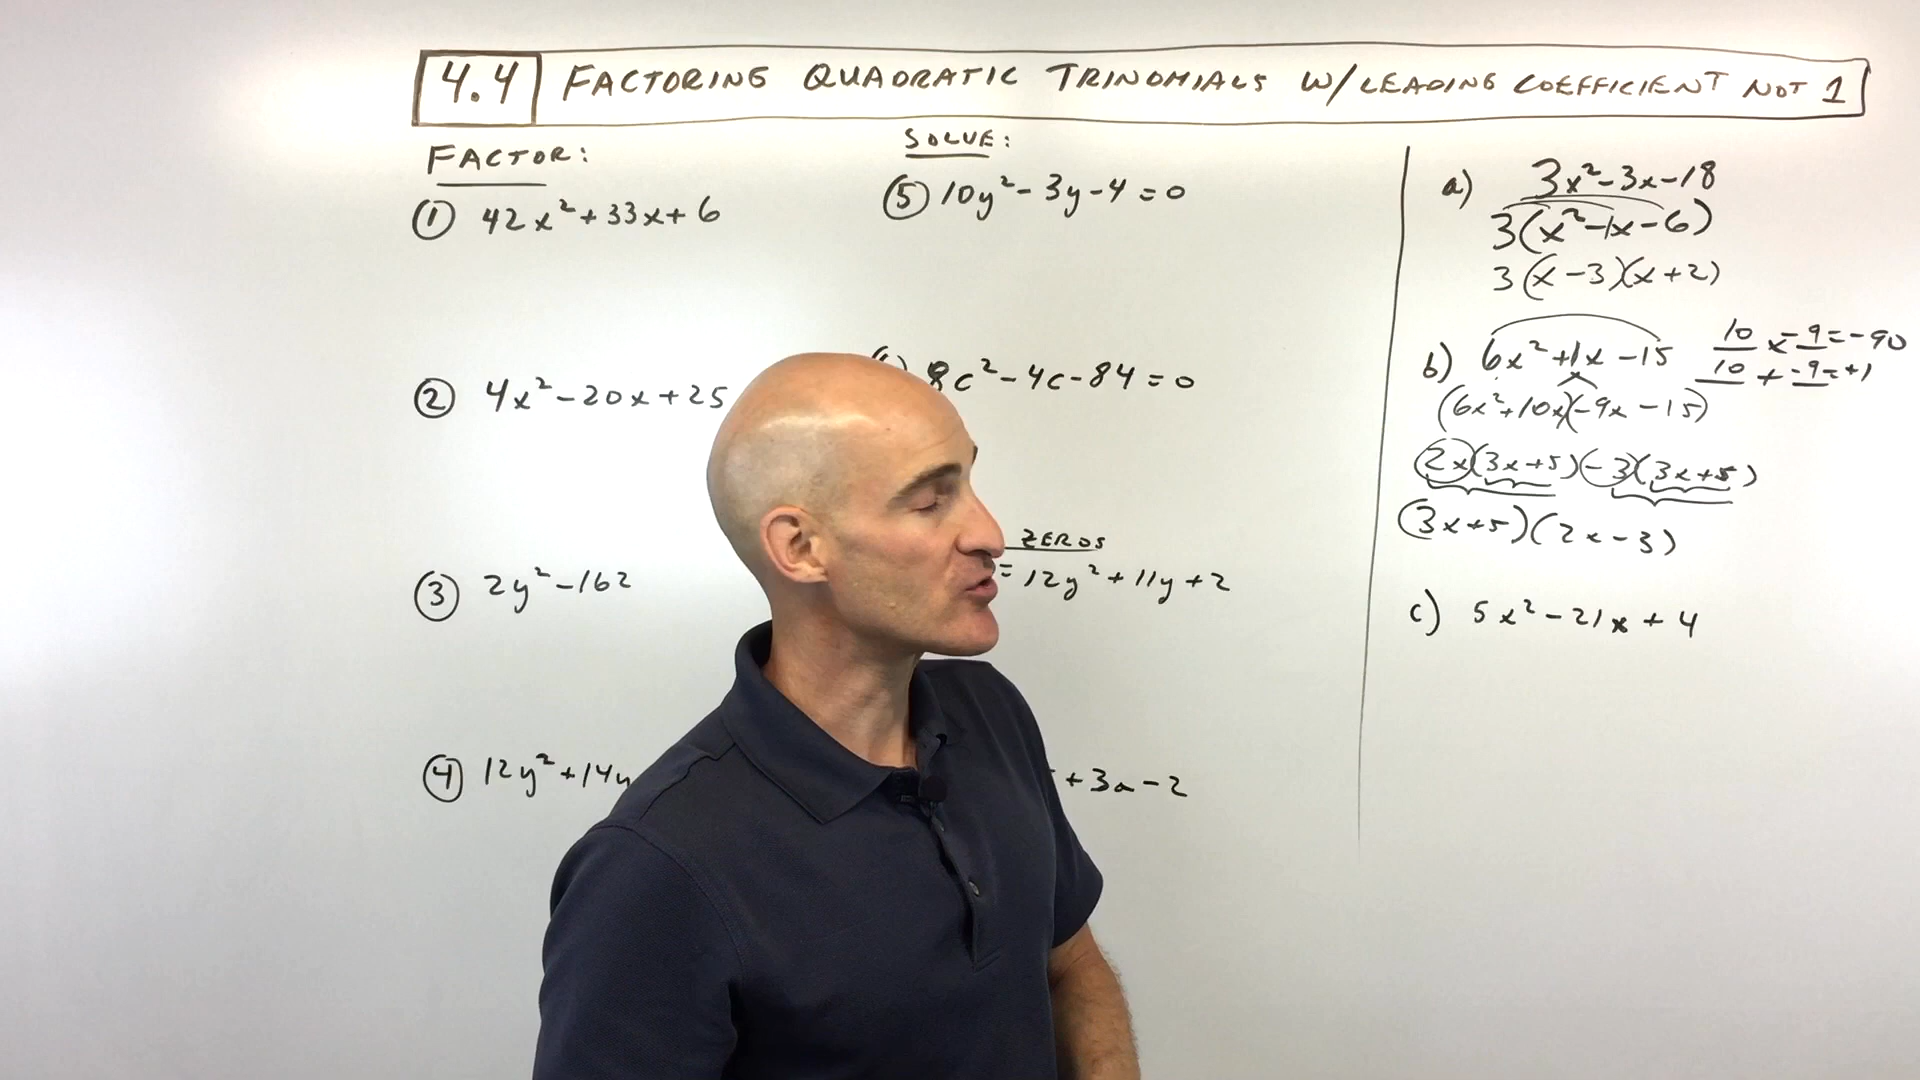 4.4 FACTORING QUADRATIC TRINOMIALS W/ LEADING COEFFICIENT NOT 1
FACTOR:
① 42x²+33x+6
② 4x²-20x+25
③ 2y²-162
④ 12y²+14y
SOLVE:
⑤ 10y²-3y-4=0
8c²-4c-84=0
ZEROS
=12y²+11y+2
+3a-2
a) 3x²-3x-18
3(x²-1x-6)
3(x-3)(x+2)
b) 6x²+1x-15
10 x -9 = -90
10 + -9 = +1
(6x²+10x)(-9x-15)
2x(3x+5)(-3(3x+5)
(3x+5)(2x-3)
c) 5x²-21x+4